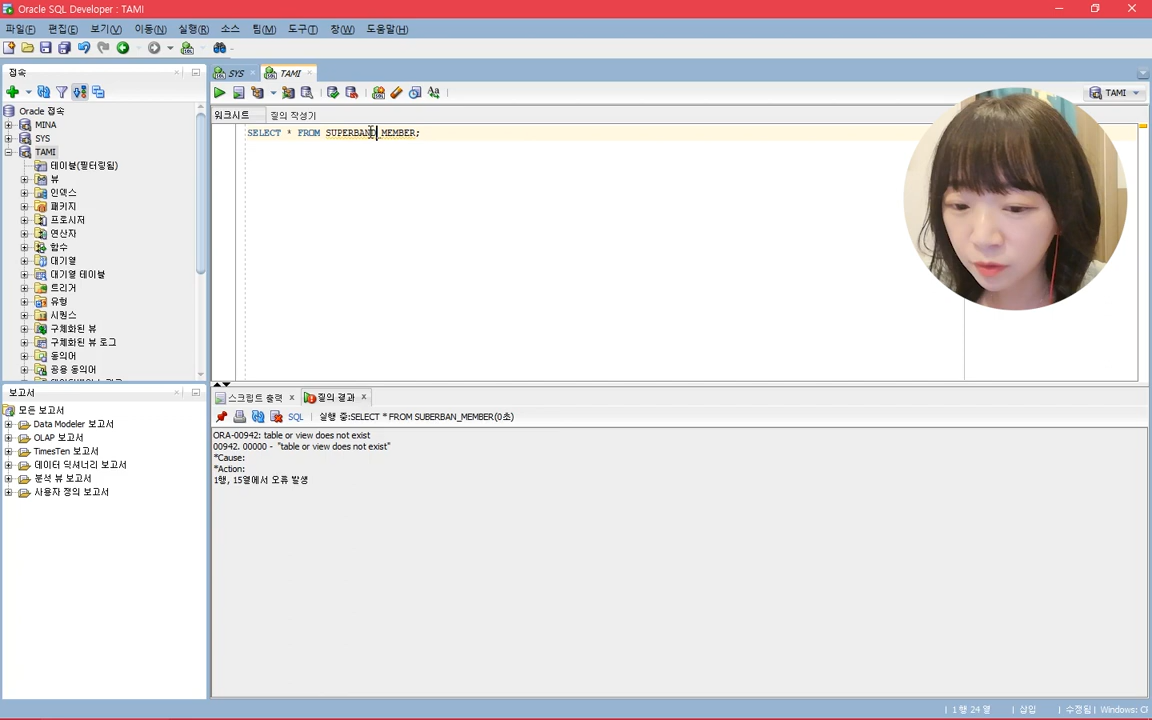 Oracle SQL Developer : TAMI
파일(F) 편집(E) 보기(V) 이동(N) 실행(R) 소스 팀(M) 도구(T) 창(W) 도움말(H)
접속
SYS
TAMI
TAMI
Oracle 접속
MINA
SYS
TAMI
테이블(필터링됨)
뷰
인덱스
패키지
프로시저
연산자
함수
대기열
대기열 테이블
트리거
유형
시퀀스
구체화된 뷰
구체화된 뷰 로그
동의어
공용 동의어
워크시트 질의 작성기
SELECT * FROM SUPERBAND_MEMBER;
보고서
모든 보고서
Data Modeler 보고서
OLAP 보고서
TimesTen 보고서
데이터 딕셔너리 보고서
분석 뷰 보고서
사용자 정의 보고서
스크립트 출력 질의 결과
SQL 실행 중:SELECT * FROM SUBERBAN_MEMBER(0초)
ORA-00942: table or view does not exist
00942. 00000 - "table or view does not exist"
*Cause:
*Action:
1행, 15열에서 오류 발생
1행 24열 삽입 수정됨 Windows: C